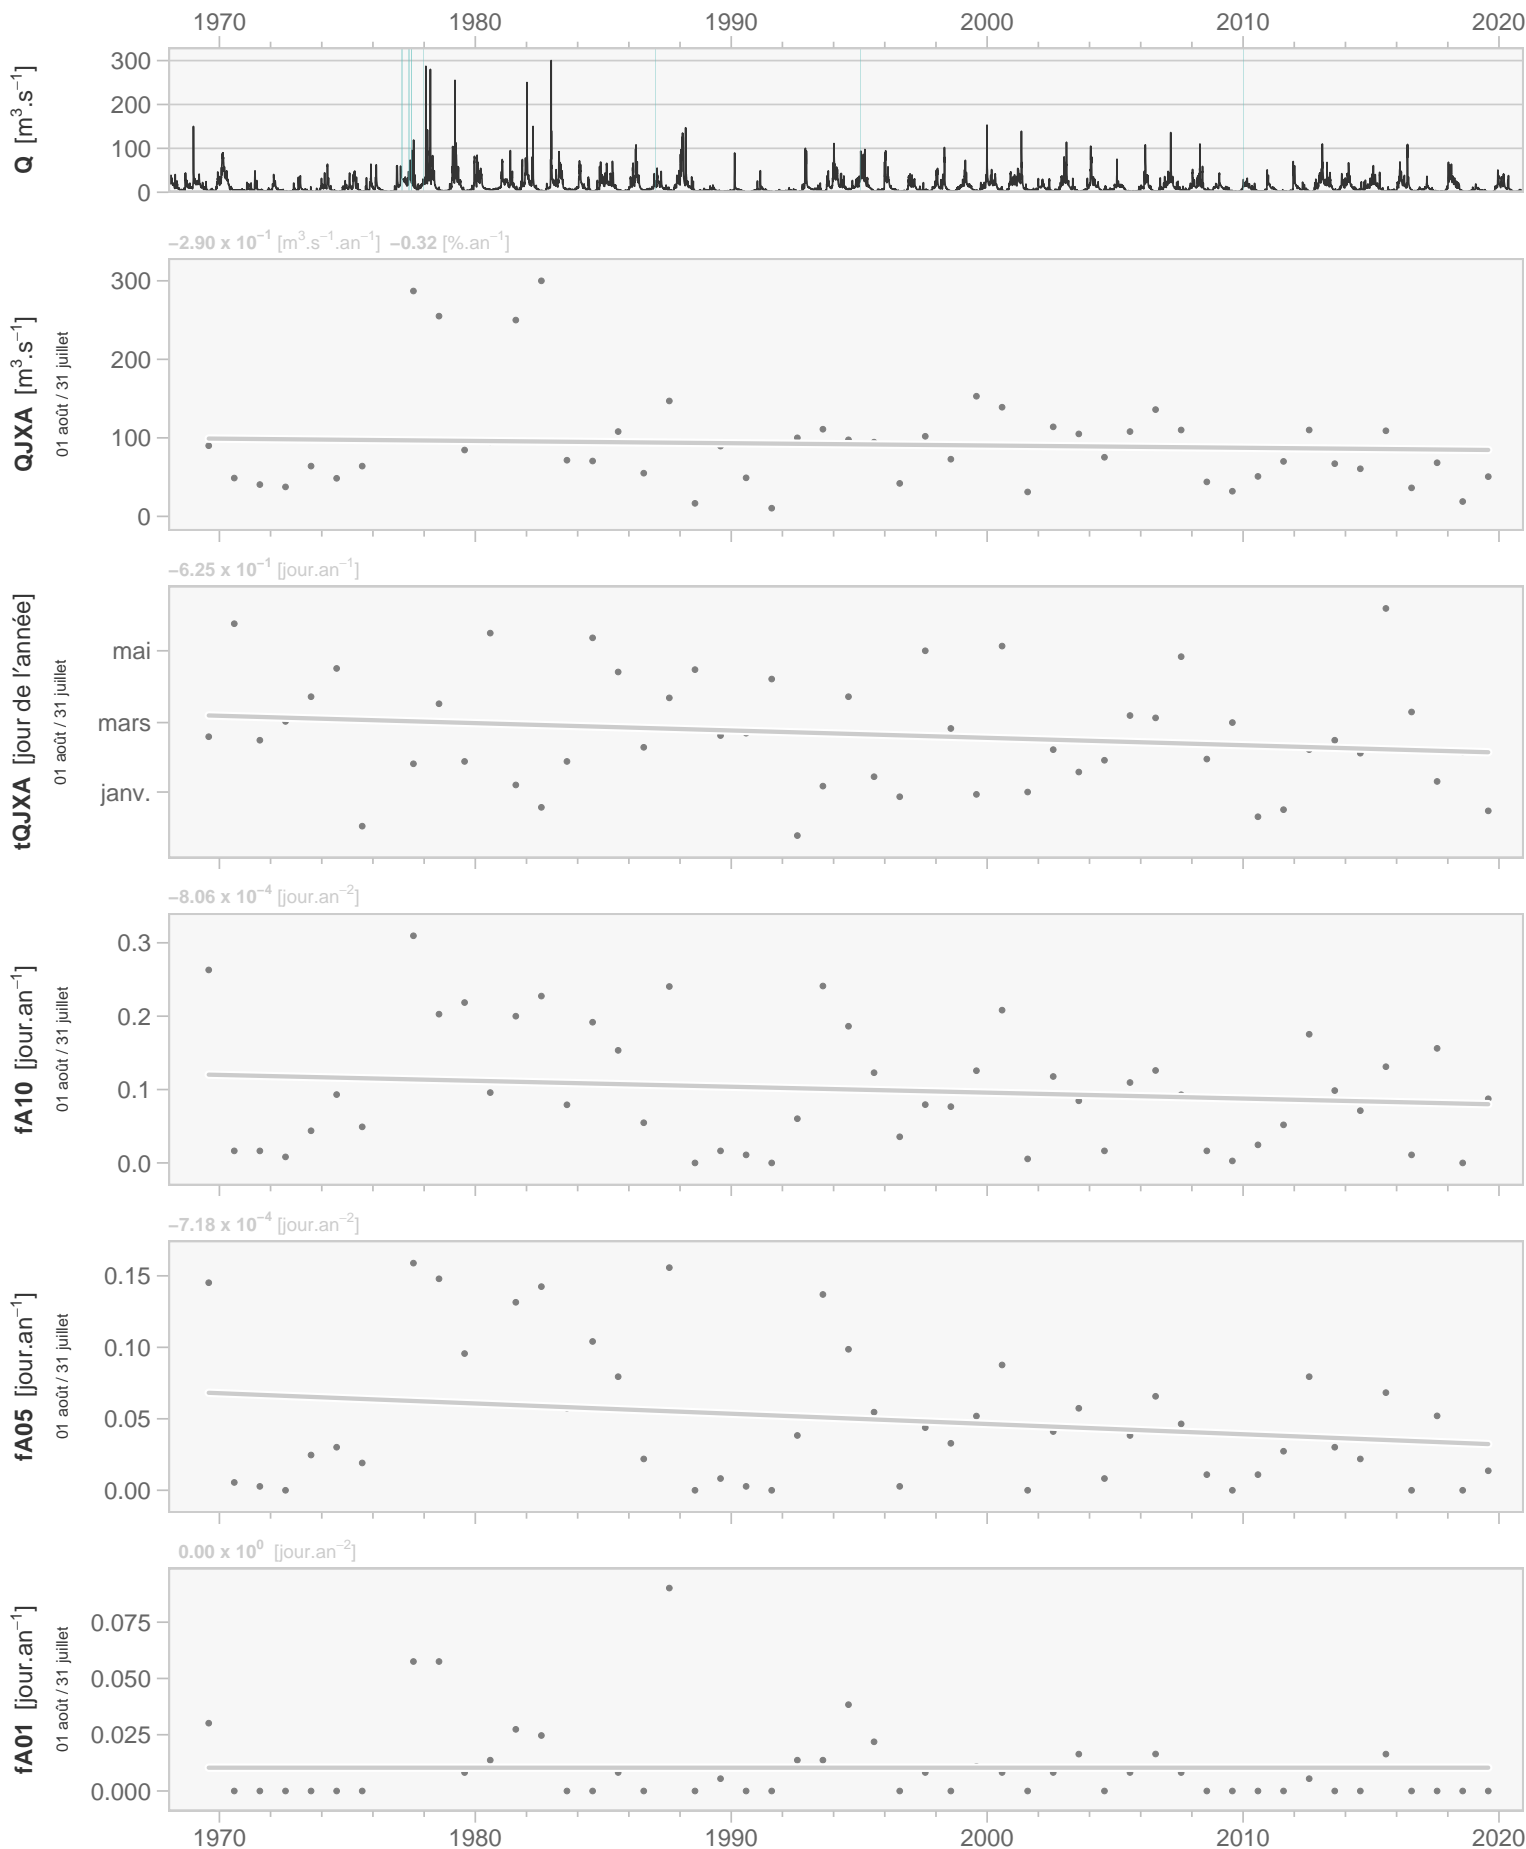 1970 1980 1990 2000 2010 2020
Q [m³.s⁻¹]
300
200
100
0
−2.90 x 10⁻¹ [m³.s⁻¹.an⁻¹] −0.32 [%.an⁻¹]
QJXA [m³.s⁻¹]
01 août / 31 juillet
300
200
100
0
−6.25 x 10⁻¹ [jour.an⁻¹]
tQJXA [jour de l'année]
01 août / 31 juillet
mai
mars
janv.
−8.06 x 10⁻⁴ [jour.an⁻²]
fA10 [jour.an⁻¹]
01 août / 31 juillet
0.3
0.2
0.1
0.0
−7.18 x 10⁻⁴ [jour.an⁻²]
fA05 [jour.an⁻¹]
01 août / 31 juillet
0.15
0.10
0.05
0.00
0.00 x 10⁰ [jour.an⁻²]
fA01 [jour.an⁻¹]
01 août / 31 juillet
0.075
0.050
0.025
0.000
1970 1980 1990 2000 2010 2020